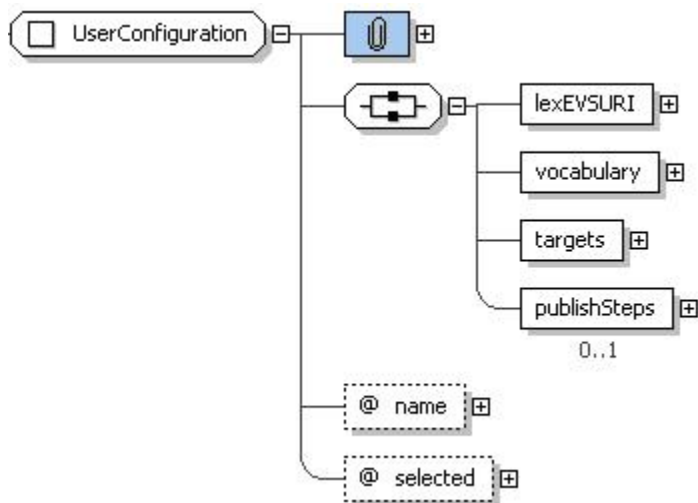 UserConfiguration
lexEVSURI
vocabulary
targets
publishSteps
0..1
@ name
@ selected